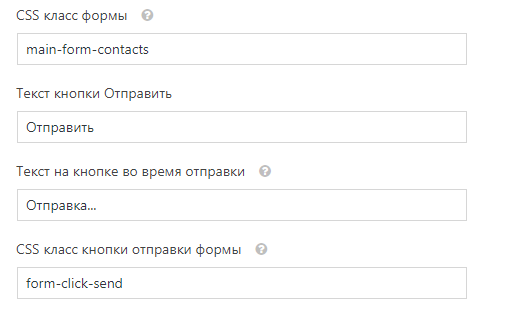 CSS класс формы
main-form-contacts
Текст кнопки Отправить
Отправить
Текст на кнопке во время отправки
Отправка...
CSS класс кнопки отправки формы
form-click-send